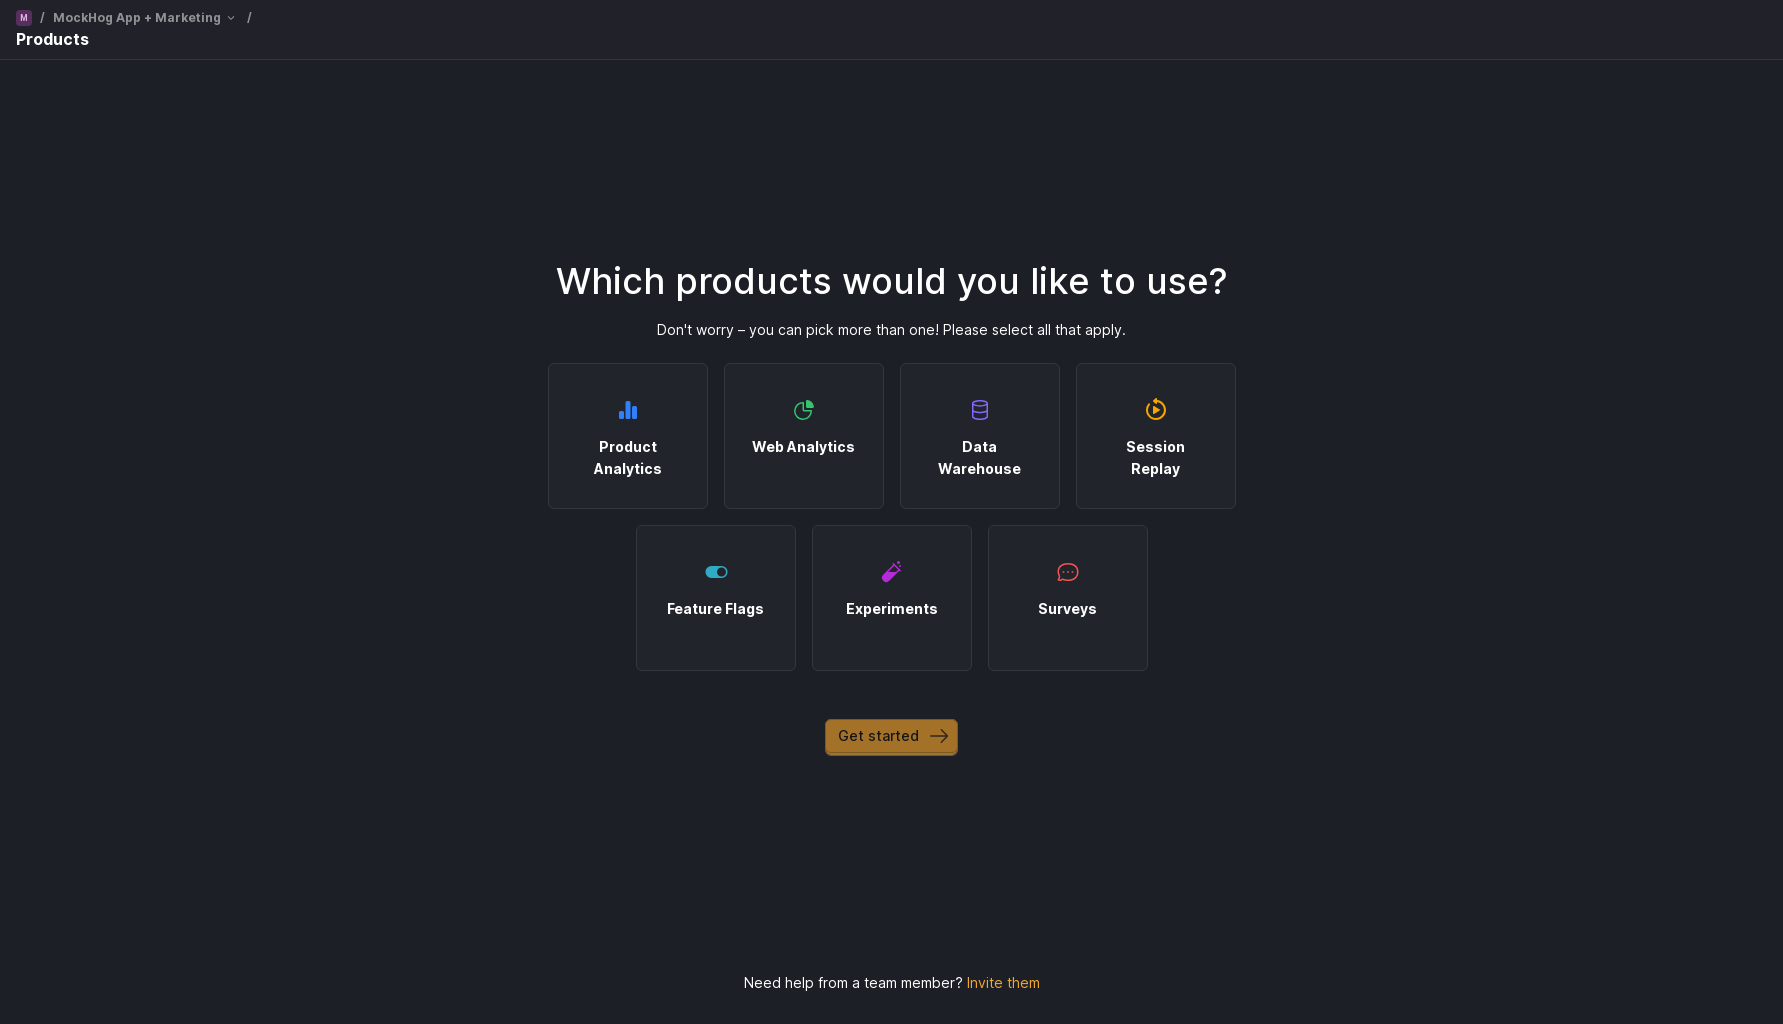 M / MockHog App + Marketing /
Products
Which products would you like to use?
Don't worry – you can pick more than one! Please select all that apply.
Product
Analytics
Web Analytics
Data
Warehouse
Session
Replay
Feature Flags
Experiments
Surveys
Get started
Need help from a team member? Invite them